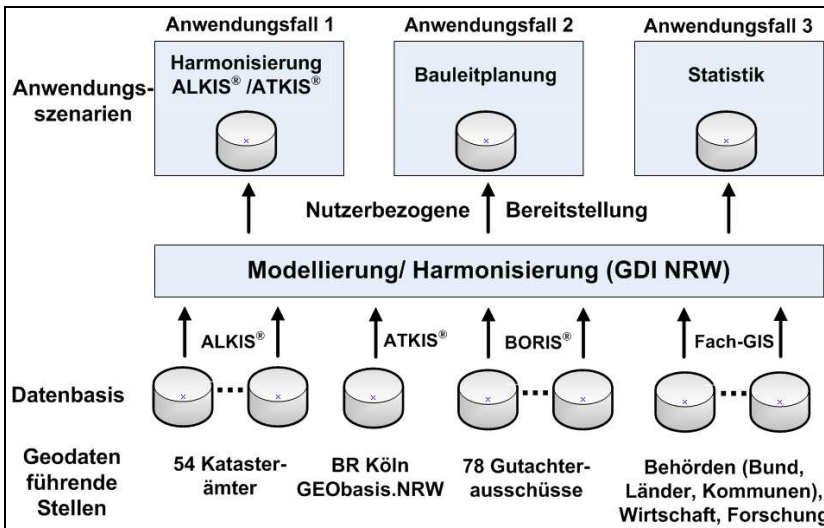 Anwendungsfall 1 Anwendungsfall 2 Anwendungsfall 3
Anwendungs-
szenarien
Harmonisierung
ALKIS® /ATKIS®
Bauleitplanung
Statistik
Nutzerbezogene Bereitstellung
Modellierung/ Harmonisierung (GDI NRW)
ALKIS® ATKIS® BORIS® Fach-GIS
Datenbasis
Geodaten
führende
Stellen
54 Kataster-
ämter
BR Köln
GEObasis.NRW
78 Gutachter-
ausschüsse
Behörden (Bund,
Länder, Kommunen),
Wirtschaft, Forschung